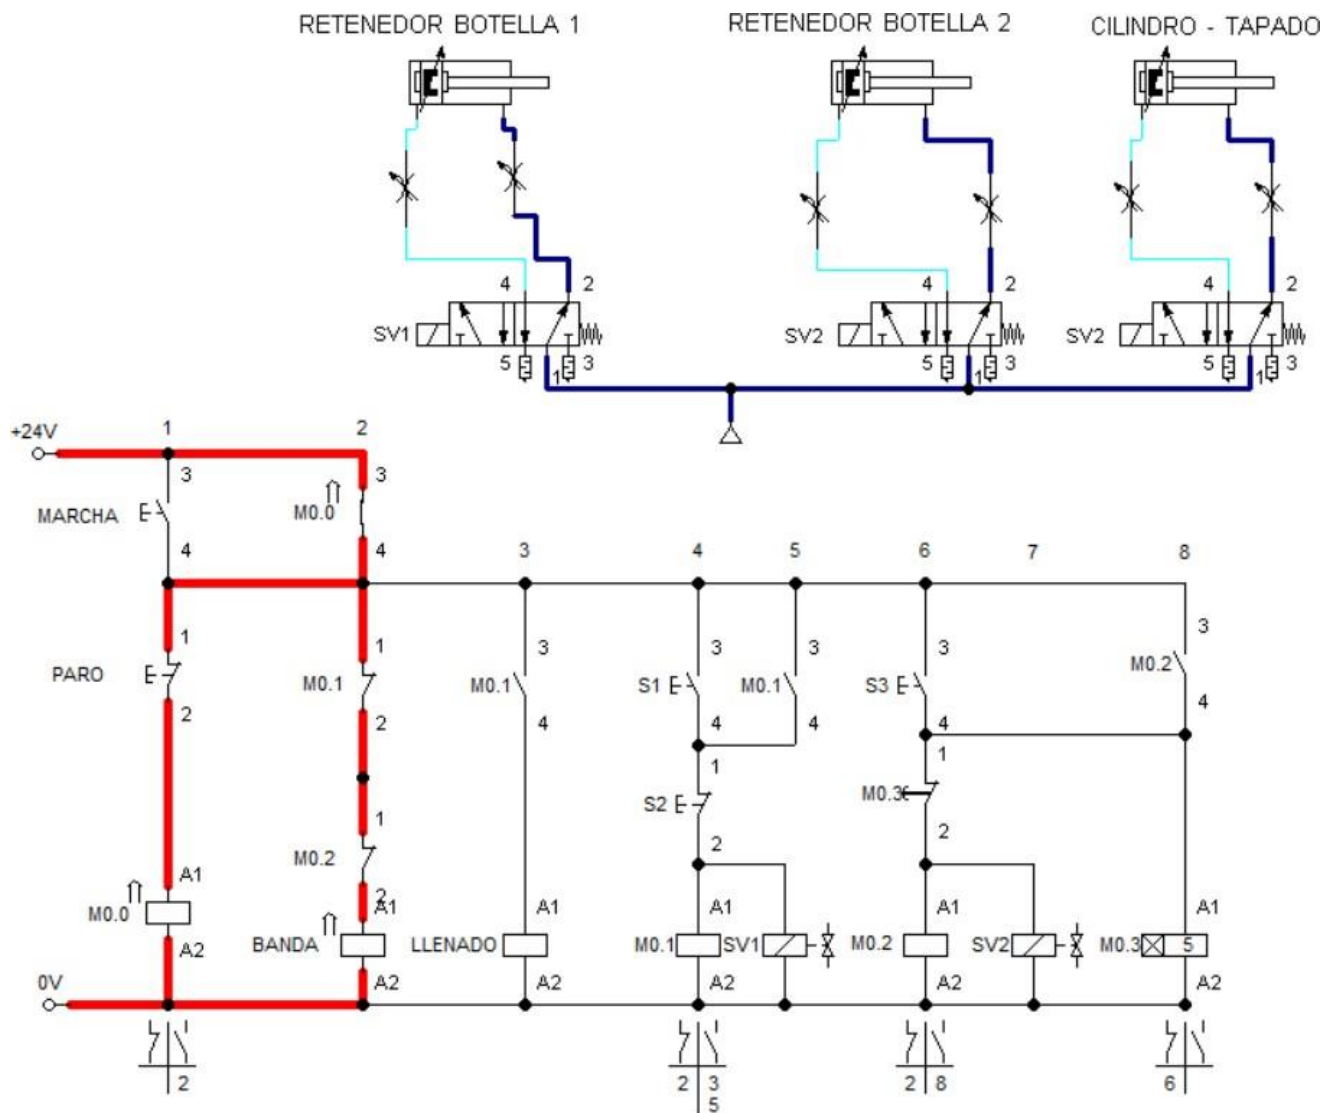 RETENEDOR BOTELLA 1 RETENEDOR BOTELLA 2 CILINDRO - TAPADO
4 2 4 2 4 2
SV1 SV2 SV2
5 1 3 5 1 3 5 1 3
+24V 1 2
3 3
MARCHA M0.0
4 4 3 4 5 6 7 8
1 1 3 3 3 3 3
PARO M0.1 M0.1 S1 M0.1 S3 M0.2
2 2 4 4 4 4 4
1 1 1
S2 M0.3
M0.2 2 2
2
A1 A1 A1 A1 A1 A1
M0.0 BANDA LLENADO M0.1 SV1 M0.2 SV2 M0.3 5
A2 A2 A2 A2 A2 A2
0V
2 2 3 2 8 6
5